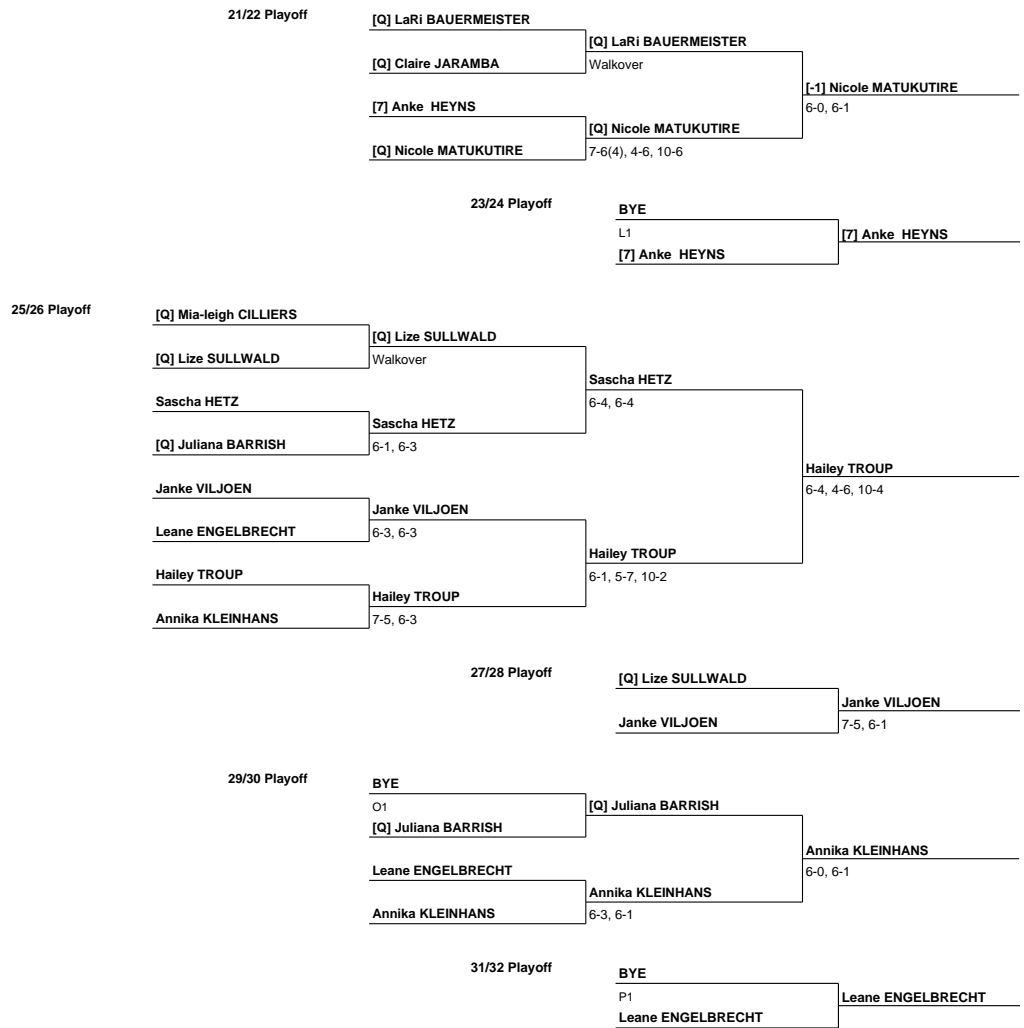 21/22 Playoff
[Q] LaRi BAUERMEISTER
[Q] LaRi BAUERMEISTER
[Q] Claire JARAMBA
Walkover
[-1] Nicole MATUKUTIRE
[7] Anke  HEYNS
6-0, 6-1
[Q] Nicole MATUKUTIRE
[Q] Nicole MATUKUTIRE
7-6(4), 4-6, 10-6
23/24 Playoff
BYE
L1
[7] Anke  HEYNS
[7] Anke  HEYNS
25/26 Playoff
[Q] Mia-leigh CILLIERS
[Q] Lize SULLWALD
[Q] Lize SULLWALD
Walkover
Sascha HETZ
Sascha HETZ
6-4, 6-4
Sascha HETZ
[Q] Juliana BARRISH
6-1, 6-3
Hailey TROUP
Janke VILJOEN
6-4, 4-6, 10-4
Janke VILJOEN
Leane ENGELBRECHT
6-3, 6-3
Hailey TROUP
Hailey TROUP
6-1, 5-7, 10-2
Hailey TROUP
Annika KLEINHANS
7-5, 6-3
27/28 Playoff
[Q] Lize SULLWALD
Janke VILJOEN
Janke VILJOEN
7-5, 6-1
29/30 Playoff
BYE
O1
[Q] Juliana BARRISH
[Q] Juliana BARRISH
Annika KLEINHANS
Leane ENGELBRECHT
6-0, 6-1
Annika KLEINHANS
Annika KLEINHANS
6-3, 6-1
31/32 Playoff
BYE
P1
Leane ENGELBRECHT
Leane ENGELBRECHT